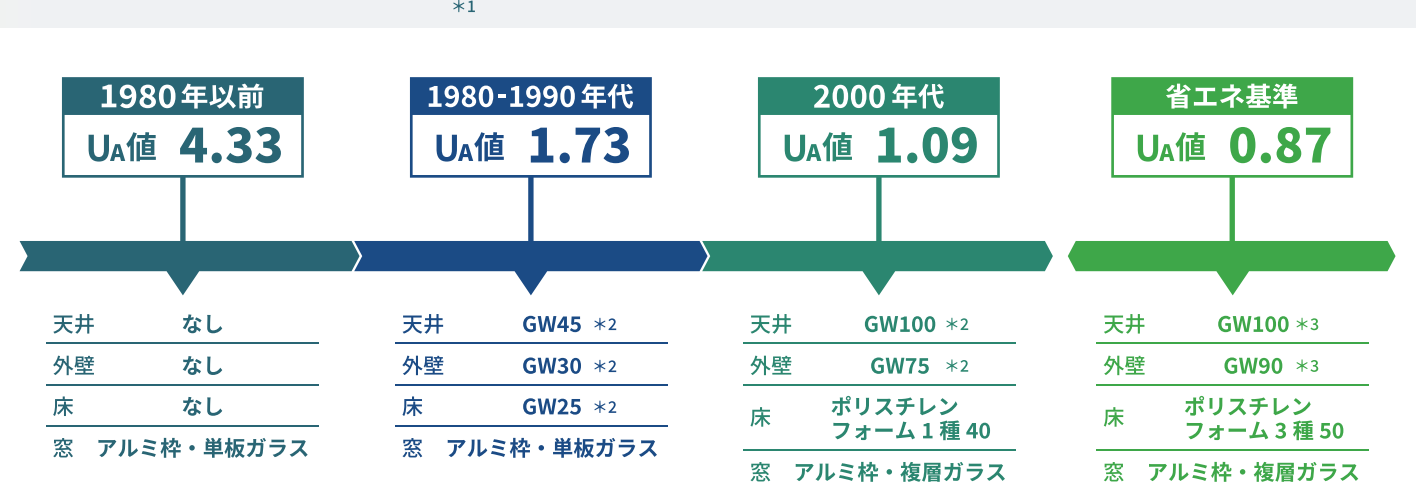 ＊1
1980年以前
UA値 4.33
天井 なし
外壁 なし
床 なし
窓 アルミ枠・単板ガラス
1980-1990年代
UA値 1.73
天井 GW45 ＊2
外壁 GW30 ＊2
床 GW25 ＊2
窓 アルミ枠・単板ガラス
2000年代
UA値 1.09
天井 GW100 ＊2
外壁 GW75 ＊2
床 ポリスチレン
フォーム 1 種 40
窓 アルミ枠・複層ガラス
省エネ基準
UA値 0.87
天井 GW100 ＊3
外壁 GW90 ＊3
床 ポリスチレン
フォーム 3 種 50
窓 アルミ枠・複層ガラス